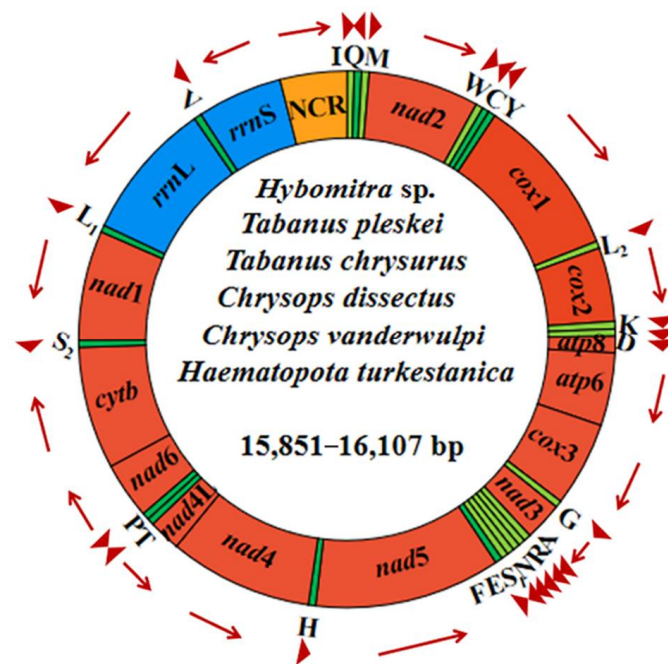 IQM
NCR
nad2
WCY
cox1
L2
cox2
K
D
atp8
atp6
cox3
G
nad3
FES1NRA
nad5
H
nad4
nad4L
PT
nad6
cytb
S2
nad1
L1
rrnL
V
rrnS
Hybomitra sp.
Tabanus pleskei
Tabanus chrysurus
Chrysops dissectus
Chrysops vanderwulpi
Haematopota turkestanica
15,851–16,107 bp